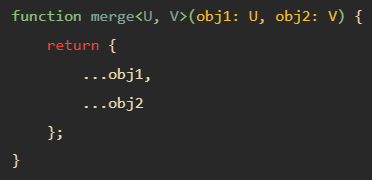 function merge<U, V>(obj1: U, obj2: V) {
    return {
        ...obj1,
        ...obj2
    };
}